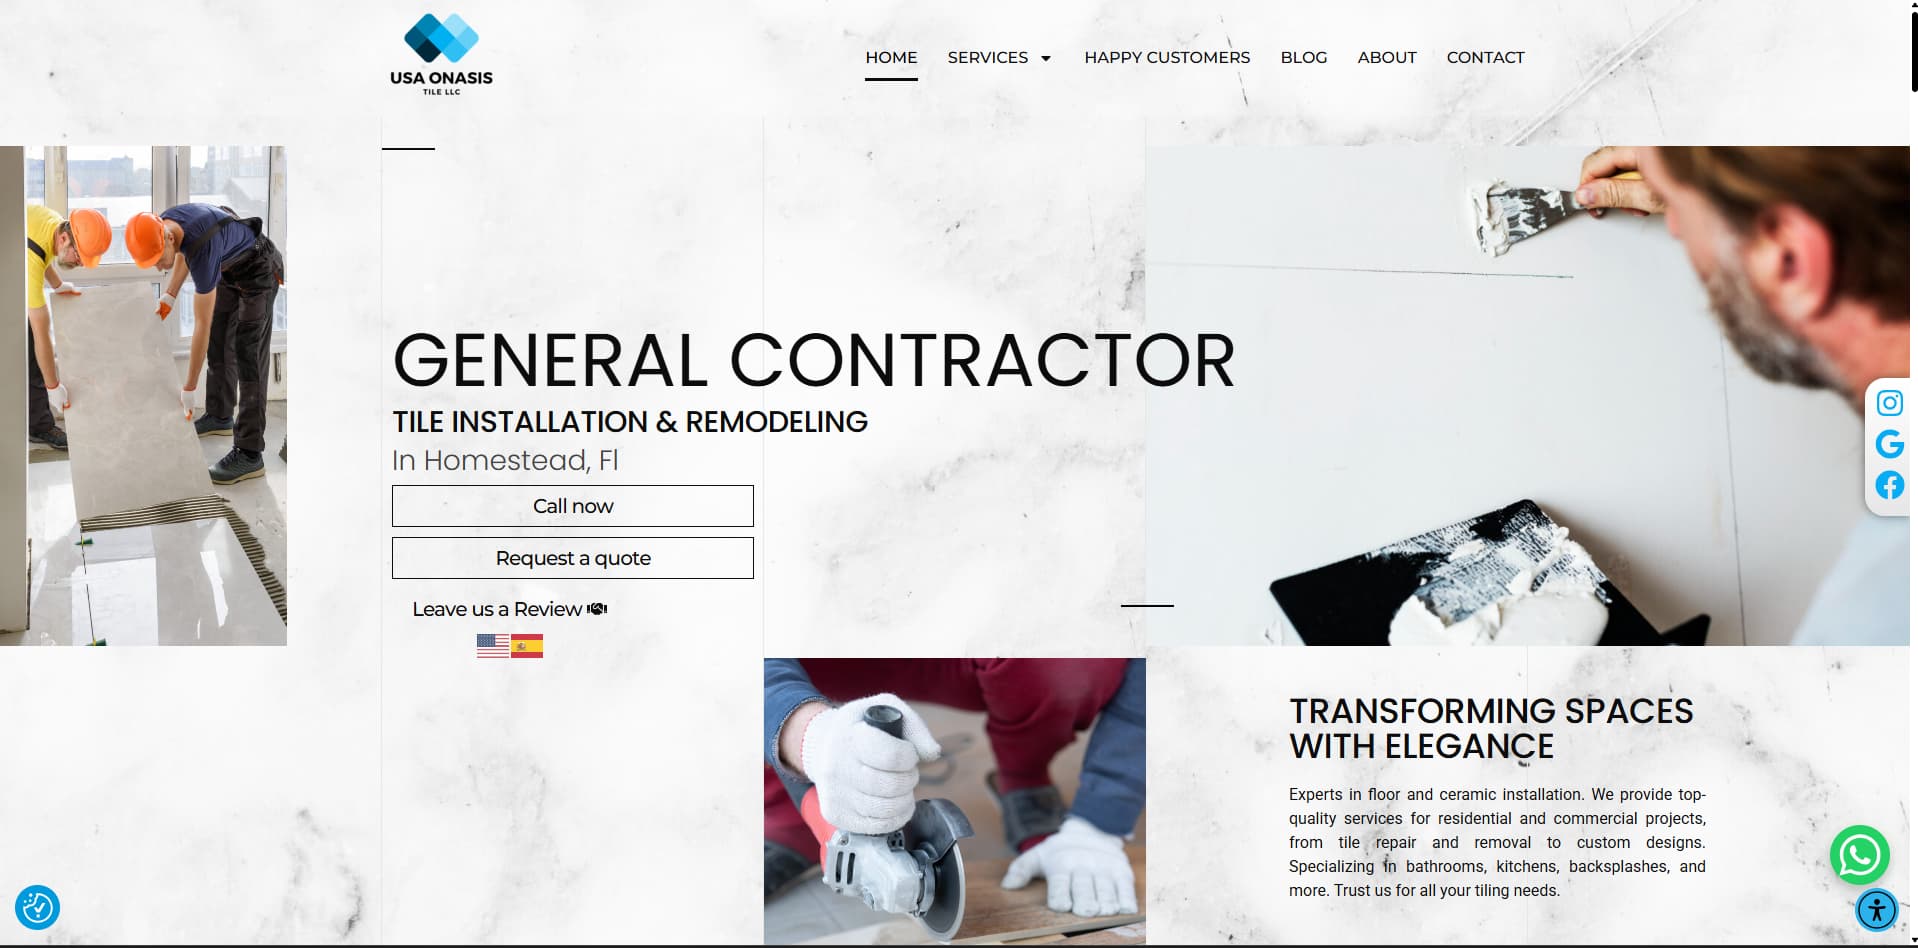 USA ONASIS
TILE LLC
HOME SERVICES HAPPY CUSTOMERS BLOG ABOUT CONTACT
GENERAL CONTRACTOR
TILE INSTALLATION & REMODELING
In Homestead, Fl
Call now
Request a quote
Leave us a Review
TRANSFORMING SPACES
WITH ELEGANCE
Experts in floor and ceramic installation. We provide top-
quality services for residential and commercial projects,
from tile repair and removal to custom designs.
Specializing in bathrooms, kitchens, backsplashes, and
more. Trust us for all your tiling needs.